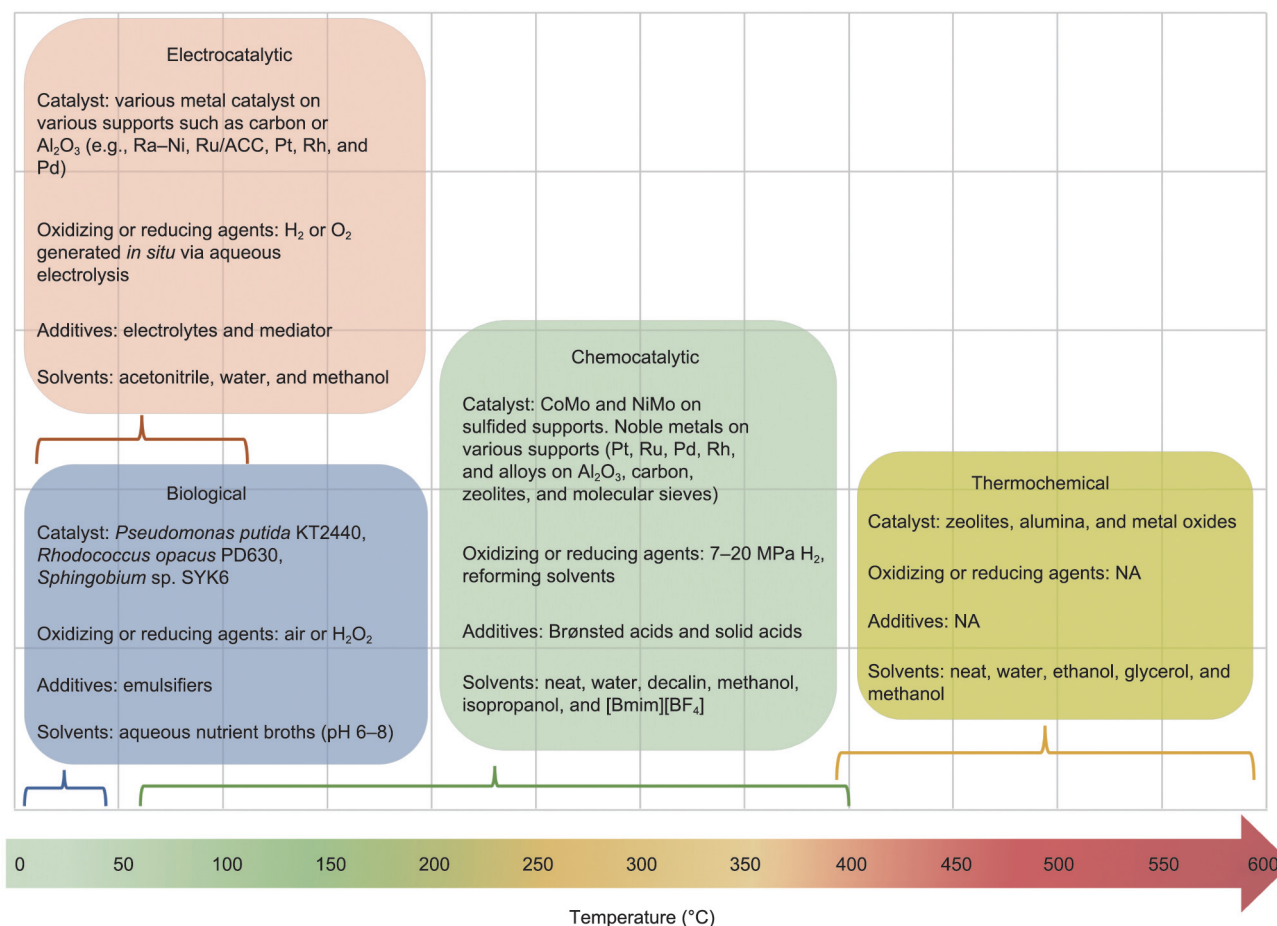 Electrocatalytic
Catalyst: various metal catalyst on
various supports such as carbon or
Al₂O₃ (e.g., Ra–Ni, Ru/ACC, Pt, Rh, and
Pd)
Oxidizing or reducing agents: H₂ or O₂
generated in situ via aqueous
electrolysis
Additives: electrolytes and mediator
Solvents: acetonitrile, water, and methanol
Biological
Catalyst: Pseudomonas putida KT2440,
Rhodococcus opacus PD630,
Sphingobium sp. SYK6
Oxidizing or reducing agents: air or H₂O₂
Additives: emulsifiers
Solvents: aqueous nutrient broths (pH 6–8)
Chemocatalytic
Catalyst: CoMo and NiMo on
sulfided supports. Noble metals on
various supports (Pt, Ru, Pd, Rh,
and alloys on Al₂O₃, carbon,
zeolites, and molecular sieves)
Oxidizing or reducing agents: 7–20 MPa H₂,
reforming solvents
Additives: Brønsted acids and solid acids
Solvents: neat, water, decalin, methanol,
isopropanol, and [Bmim][BF₄]
Thermochemical
Catalyst: zeolites, alumina, and metal oxides
Oxidizing or reducing agents: NA
Additives: NA
Solvents: neat, water, ethanol, glycerol, and
methanol
0 50 100 150 200 250 300 350 400 500 550 600
Temperature (°C)